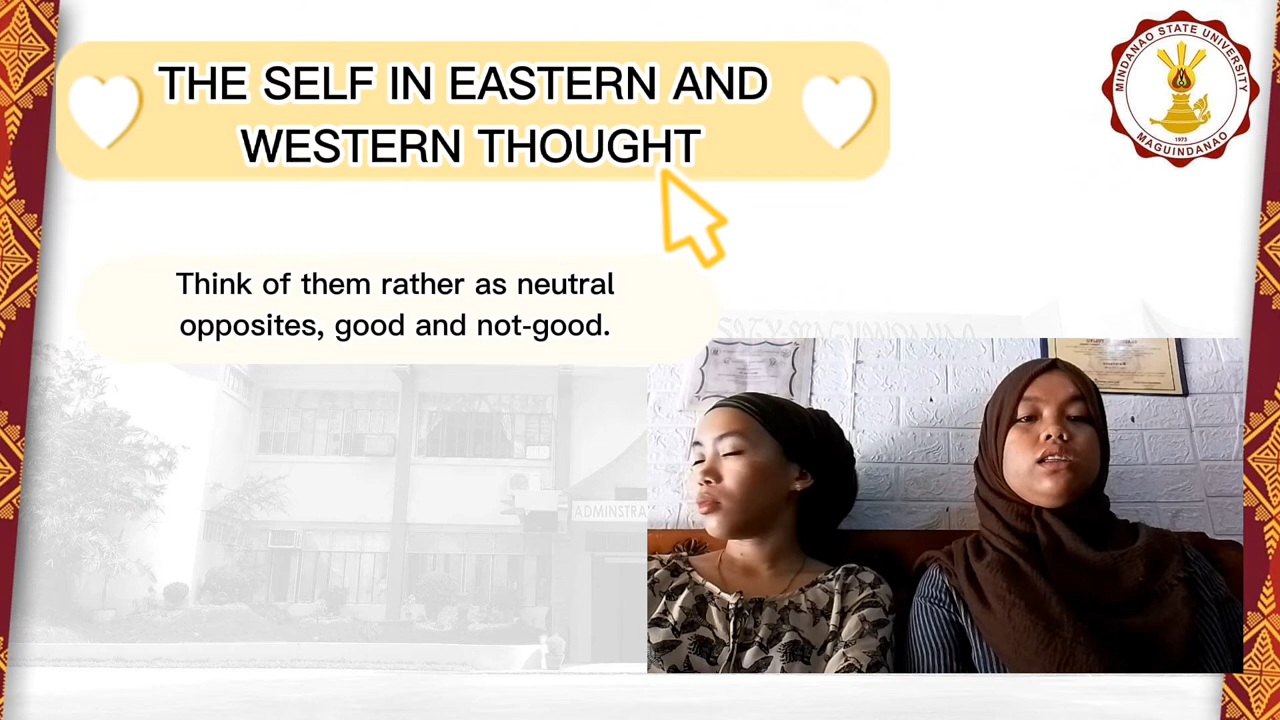 THE SELF IN EASTERN AND
WESTERN THOUGHT
MINDANAO STATE UNIVERSITY
1973
MAGUINDANAO
Think of them rather as neutral
opposites, good and not-good.
ADMINSTRA